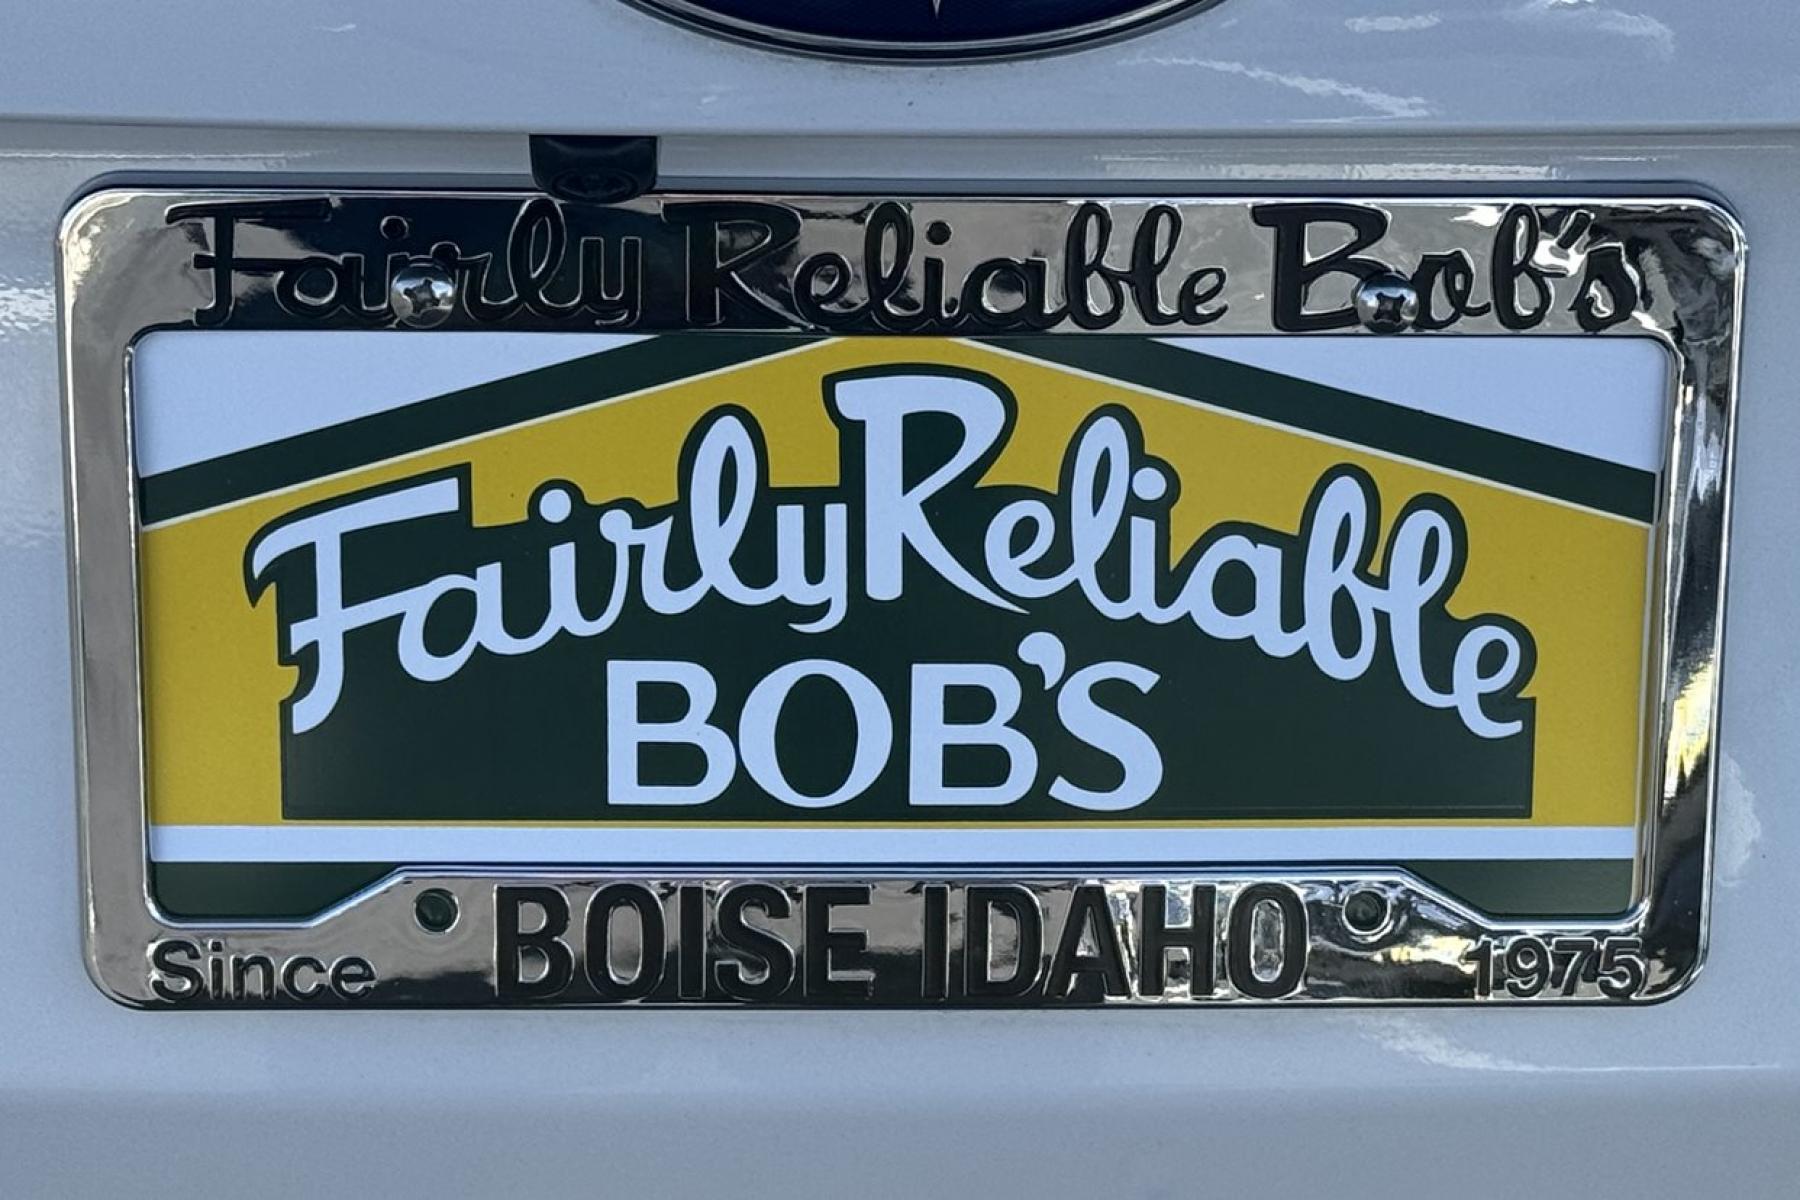 Fairly Reliable Bob's
Fairly Reliable
BOB'S
BOISE IDAHO
Since 1975